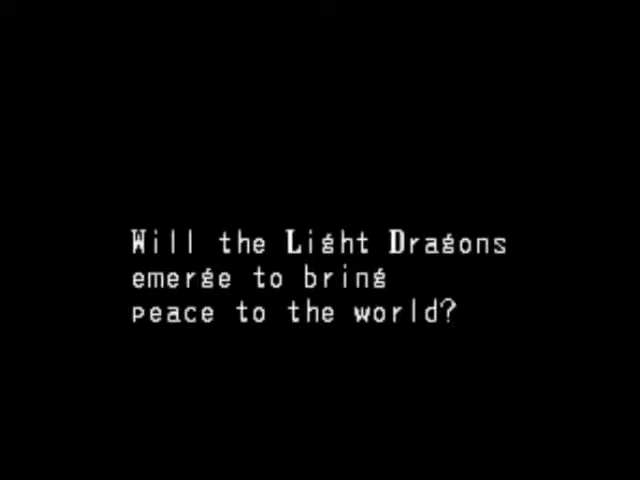 Will the Light Dragons
emerge to bring
peace to the world?